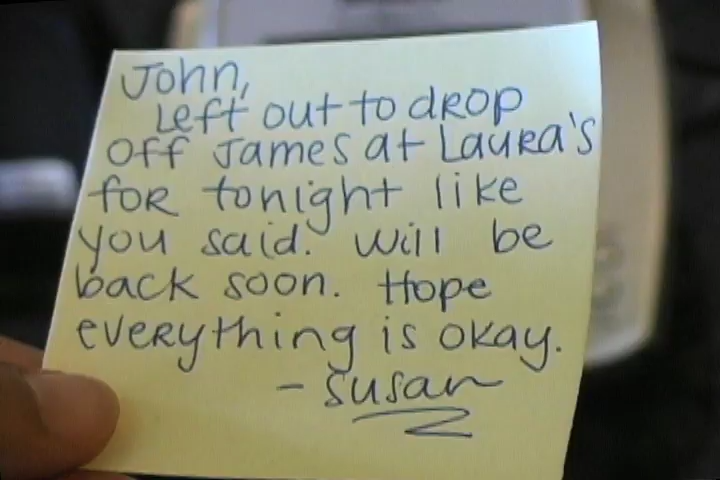 John,
Left out to drop
off James at Laura's
for tonight like
you said. Will be
back soon. Hope
everything is okay.
- Susan